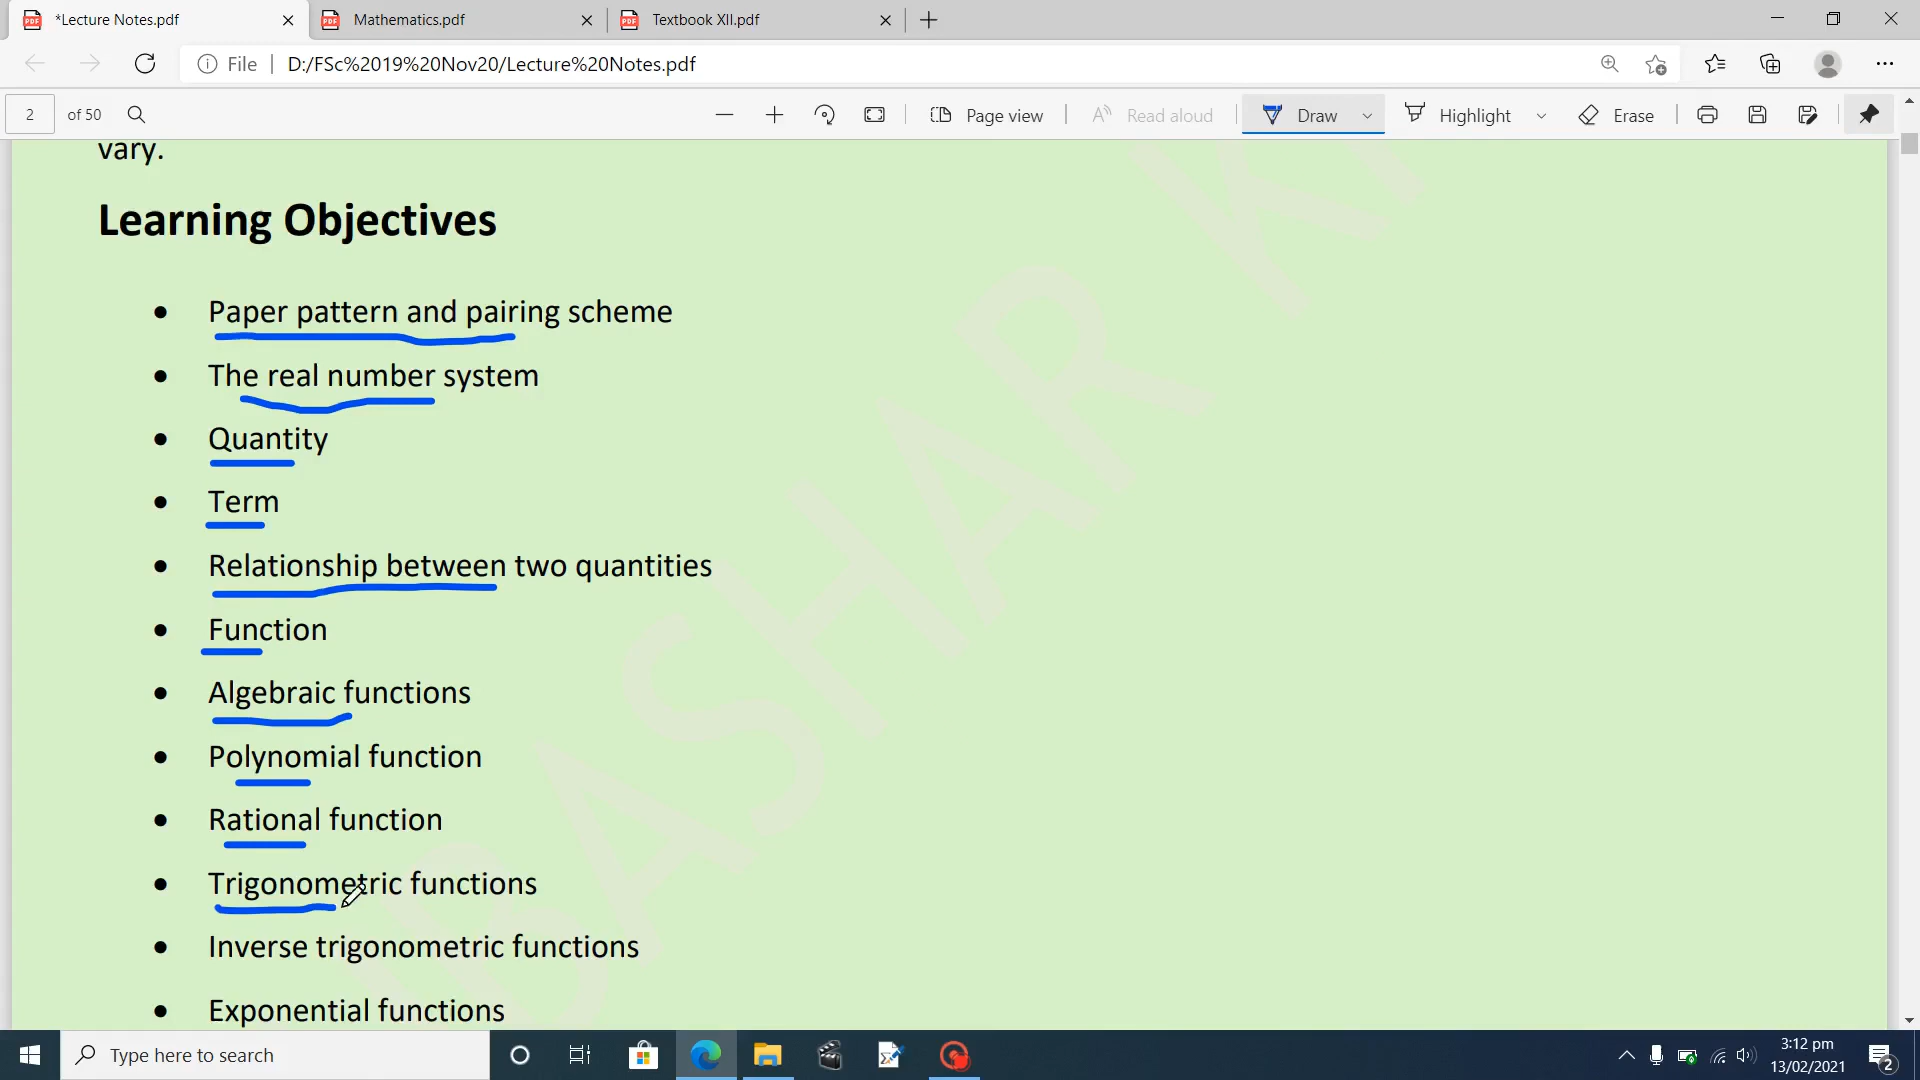 *Lecture Notes.pdf
Mathematics.pdf
Textbook XII.pdf
File
D:/FSc%2019%20Nov20/Lecture%20Notes.pdf
2 of 50
Page view
Read aloud
Draw
Highlight
Erase
vary.
Learning Objectives
• Paper pattern and pairing scheme
• The real number system
• Quantity
• Term
• Relationship between two quantities
• Function
• Algebraic functions
• Polynomial function
• Rational function
• Trigonometric functions
• Inverse trigonometric functions
• Exponential functions
BASHAR
Type here to search
3:12 pm
13/02/2021
2